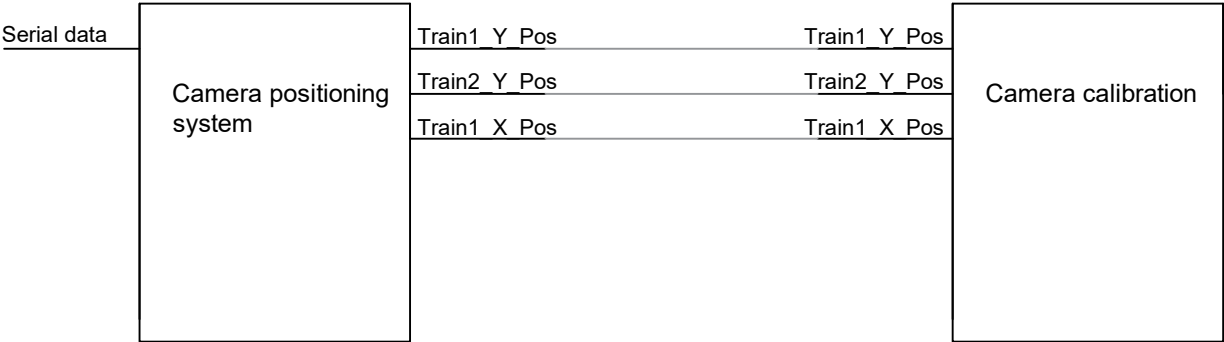 Serial data
Train1_Y_Pos
Train1_Y_Pos
Train2_Y_Pos
Train2_Y_Pos
Camera positioning
system
Camera calibration
Train1_X_Pos
Train1_X_Pos